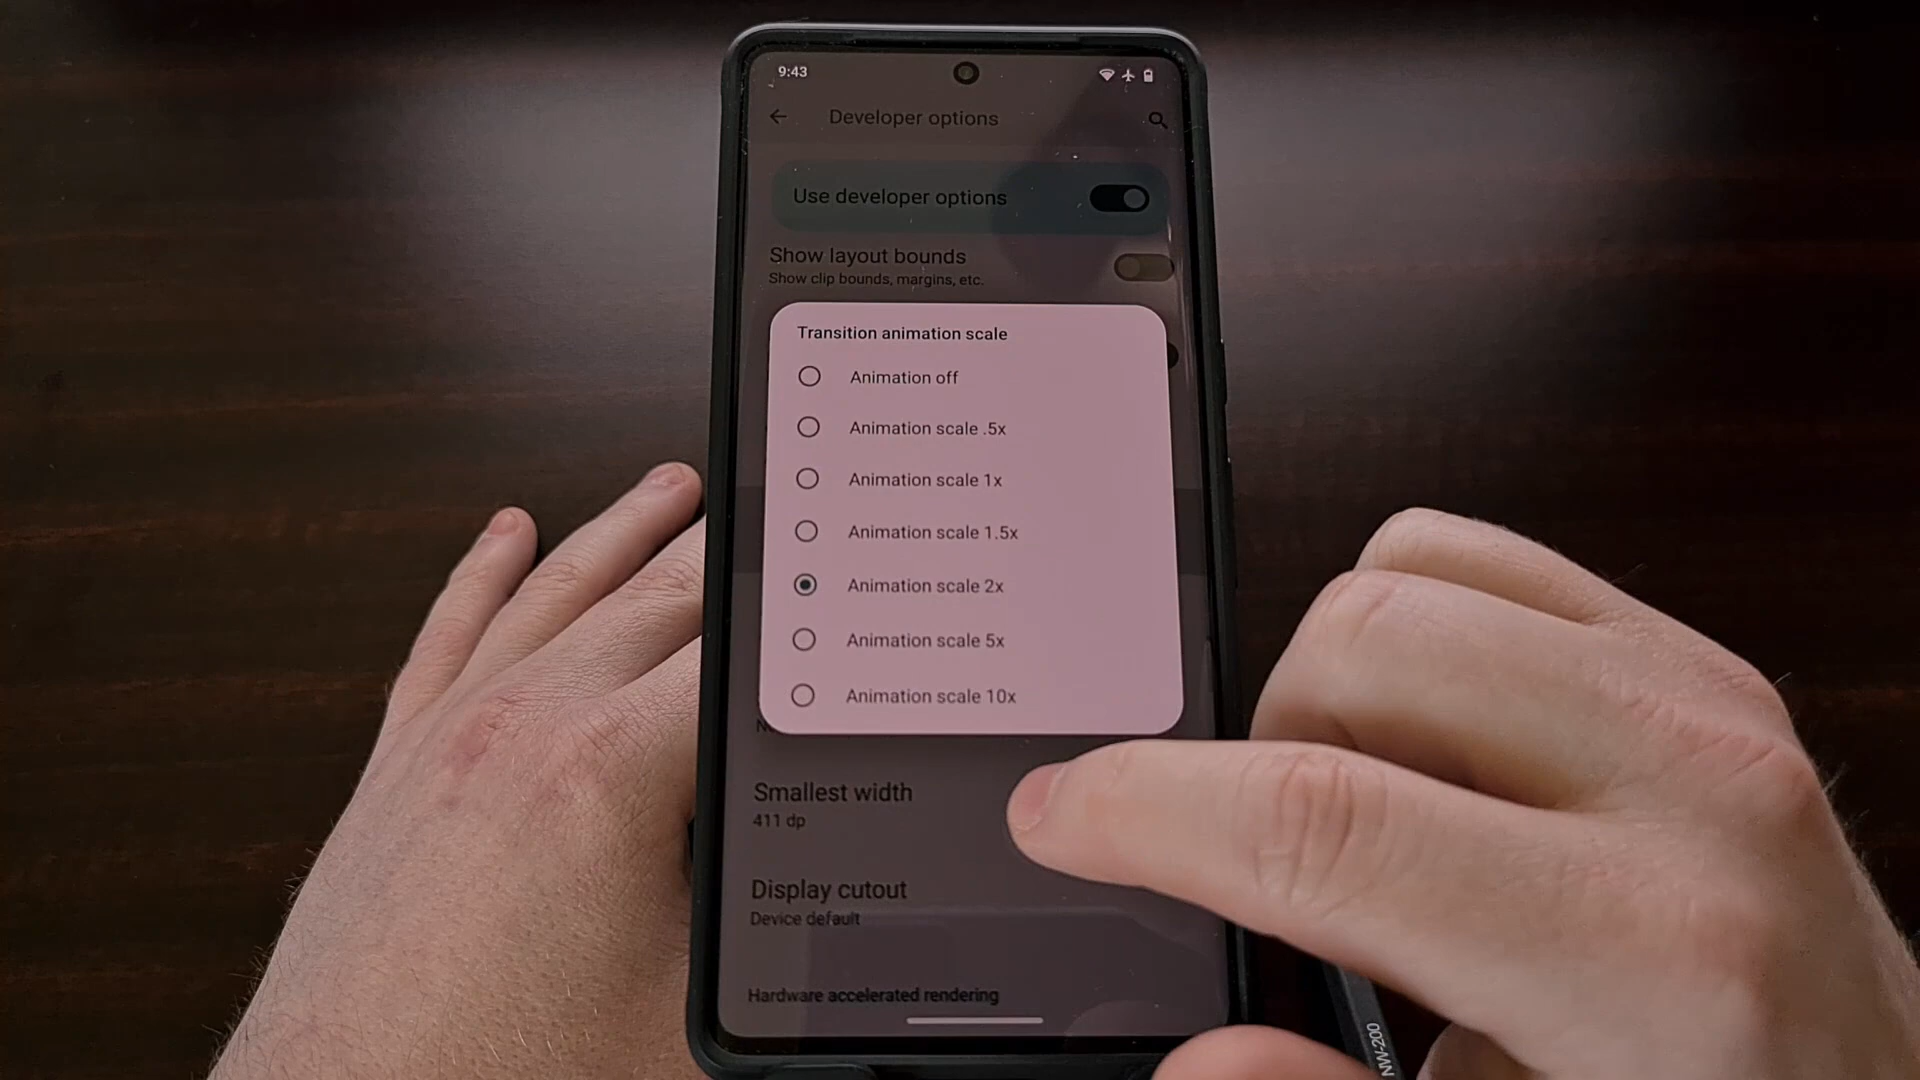 9:43
Developer options
Use developer options
Show layout bounds
Show clip bounds, margins, etc.
Transition animation scale
Animation off
Animation scale .5x
Animation scale 1x
Animation scale 1.5x
Animation scale 2x
Animation scale 5x
Animation scale 10x
Smallest width
411 dp
Display cutout
Device default
Hardware accelerated rendering
NW-200